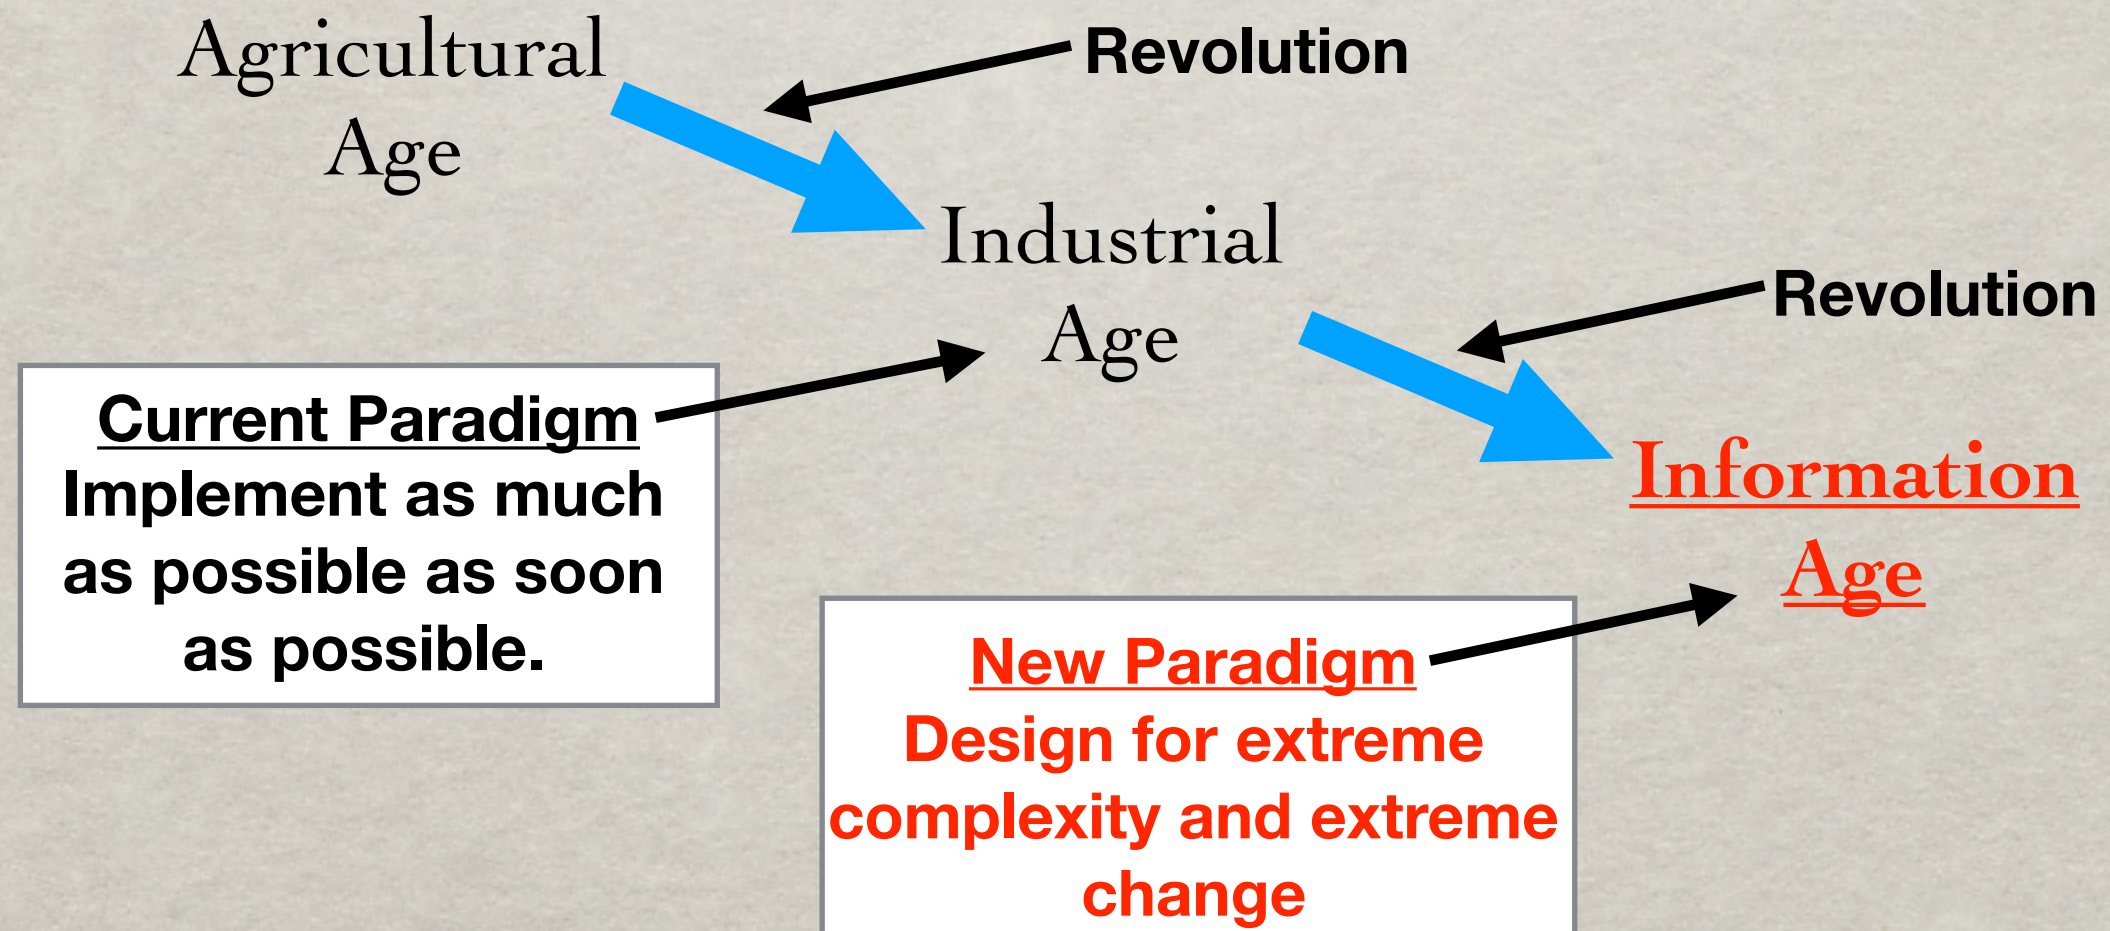 Agricultural
Age
Revolution
Industrial
Age
Revolution
Current Paradigm
Implement as much
as possible as soon
as possible.
Information
Age
New Paradigm
Design for extreme
complexity and extreme
change